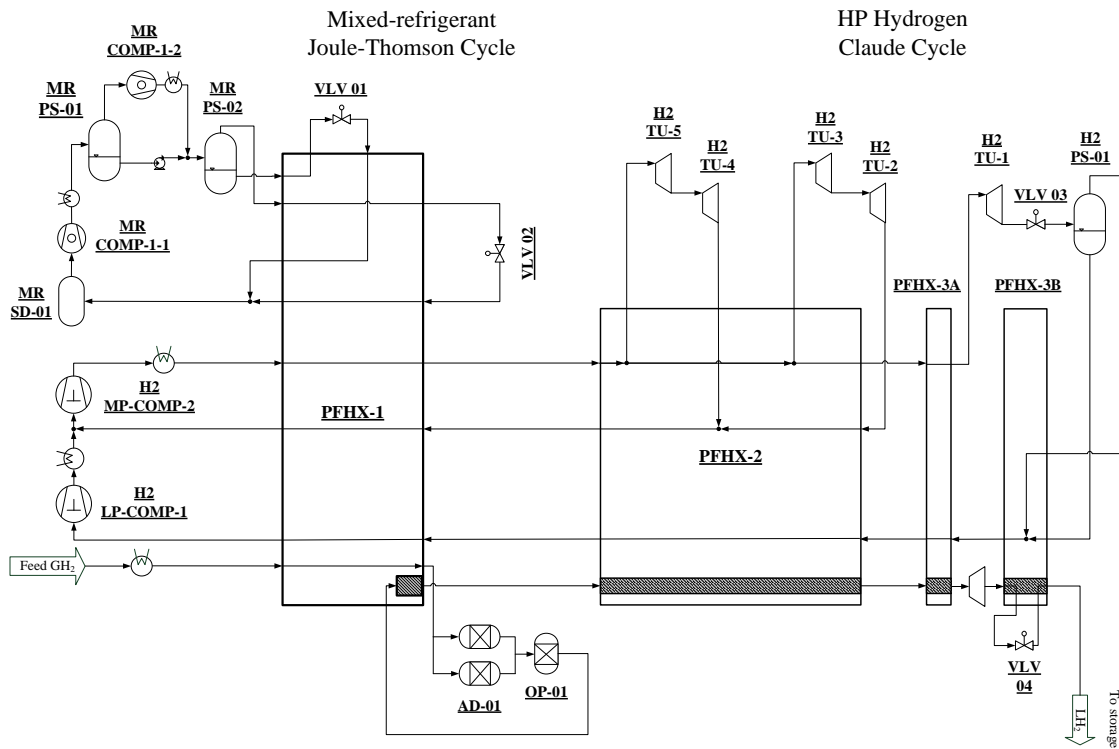 Mixed-refrigerant
Joule-Thomson Cycle
HP Hydrogen
Claude Cycle
MR
COMP-1-2
MR
PS-01
MR
PS-02
VLV 01
H2
TU-5
H2
TU-4
H2
TU-3
H2
TU-2
H2
TU-1
H2
PS-01
VLV 03
MR
COMP-1-1
VLV 02
MR
SD-01
PFHX-3A
PFHX-3B
H2
MP-COMP-2
PFHX-1
PFHX-2
H2
LP-COMP-1
Feed GH₂
AD-01
OP-01
VLV
04
LH₂
To storage